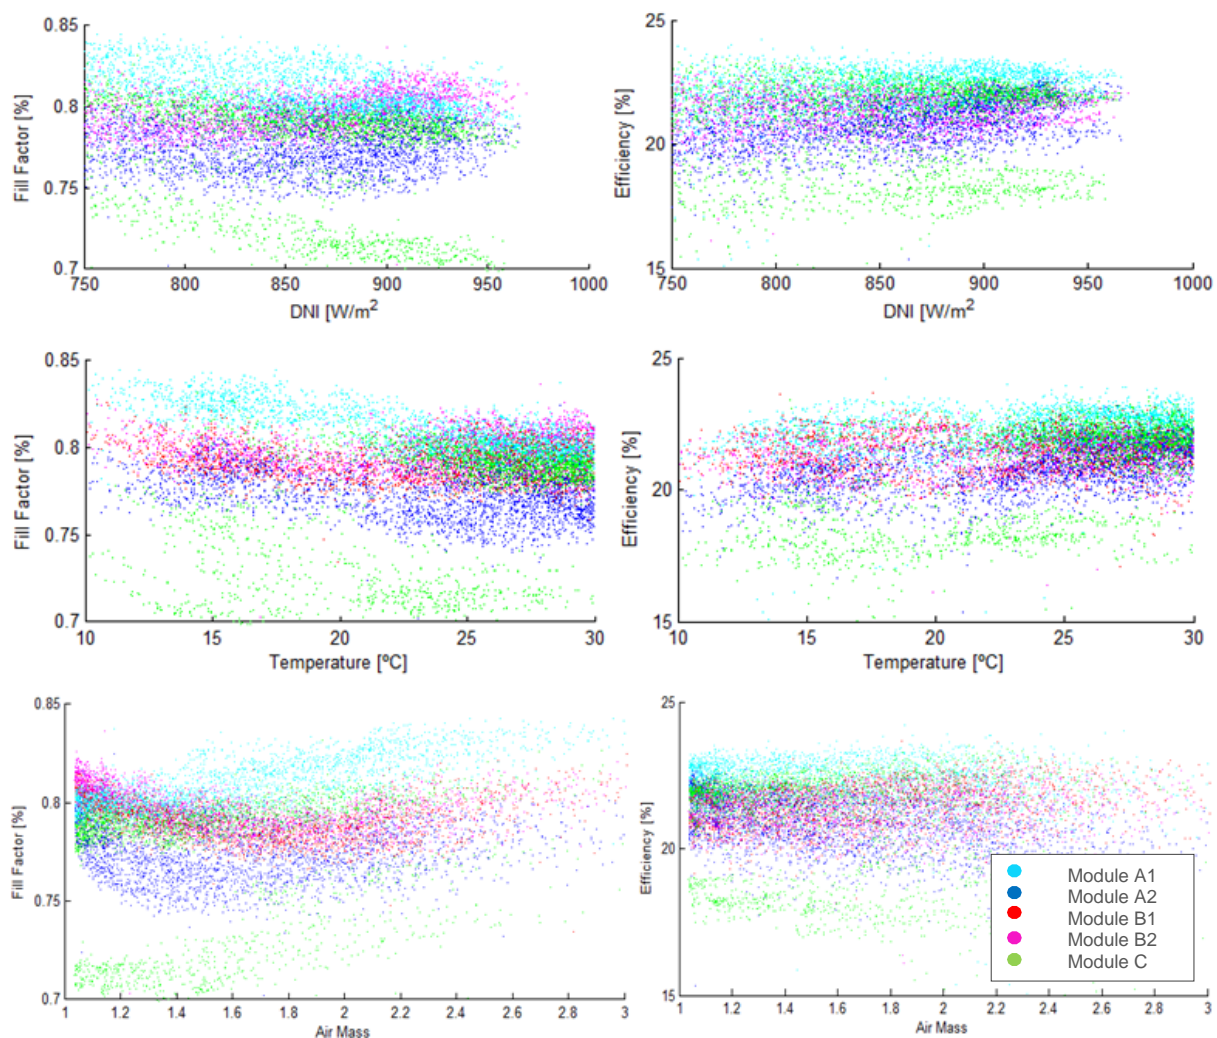 0.85
0.8
0.75
0.7
Fill Factor [%]
750 800 850 900 950 1000
DNI [W/m2
25
20
15
Efficiency [%]
750 800 850 900 950 1000
DNI [W/m2
0.85
0.8
0.75
0.7
Fill Factor [%]
10 15 20 25 30
Temperature [ºC]
25
20
15
Efficiency [%]
10 15 20 25 30
Temperature [ºC]
0.85
0.8
0.75
0.7
Fill Factor [%]
1 1.2 1.4 1.6 1.8 2 2.2 2.4 2.6 2.8 3
Air Mass
25
20
15
Efficiency [%]
1 1.2 1.4 1.6 1.8 2 2.2 2.4 2.6 2.8 3
Air Mass
Module A1
Module A2
Module B1
Module B2
Module C